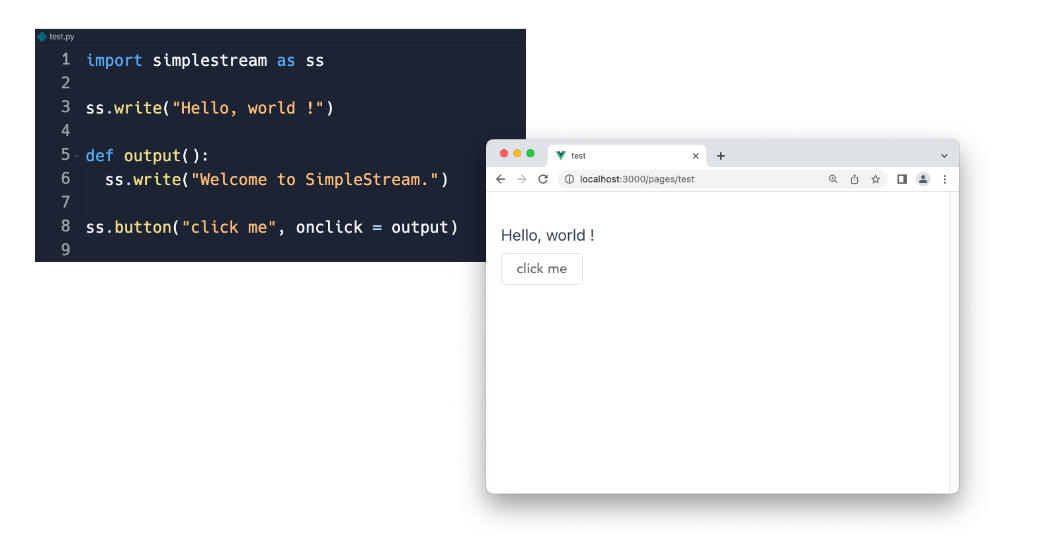 test.py
1 import simplestream as ss
2
3 ss.write("Hello, world !")
4
5 def output():
6 ss.write("Welcome to SimpleStream.")
7
8 ss.button("click me", onclick = output)
9
test
localhost:3000/pages/test
Hello, world !
click me